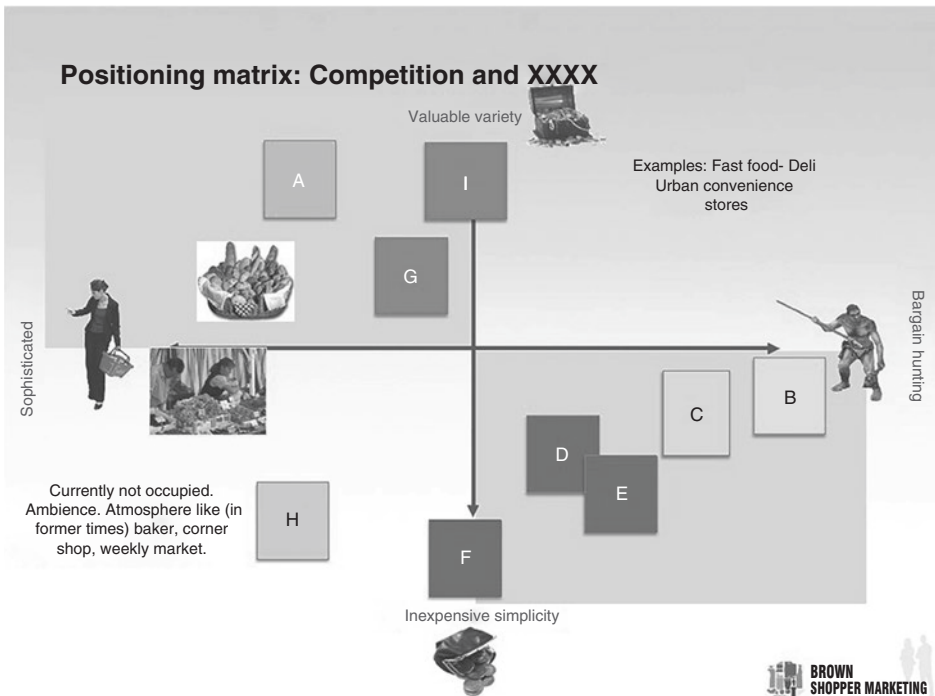 Positioning matrix: Competition and XXXX
Valuable variety
Examples: Fast food- Deli
Urban convenience
stores
A
I
G
Sophisticated
Bargain hunting
B
C
D
E
Currently not occupied.
Ambience. Atmosphere like (in
former times) baker, corner
shop, weekly market.
H
F
Inexpensive simplicity
BROWN
SHOPPER MARKETING